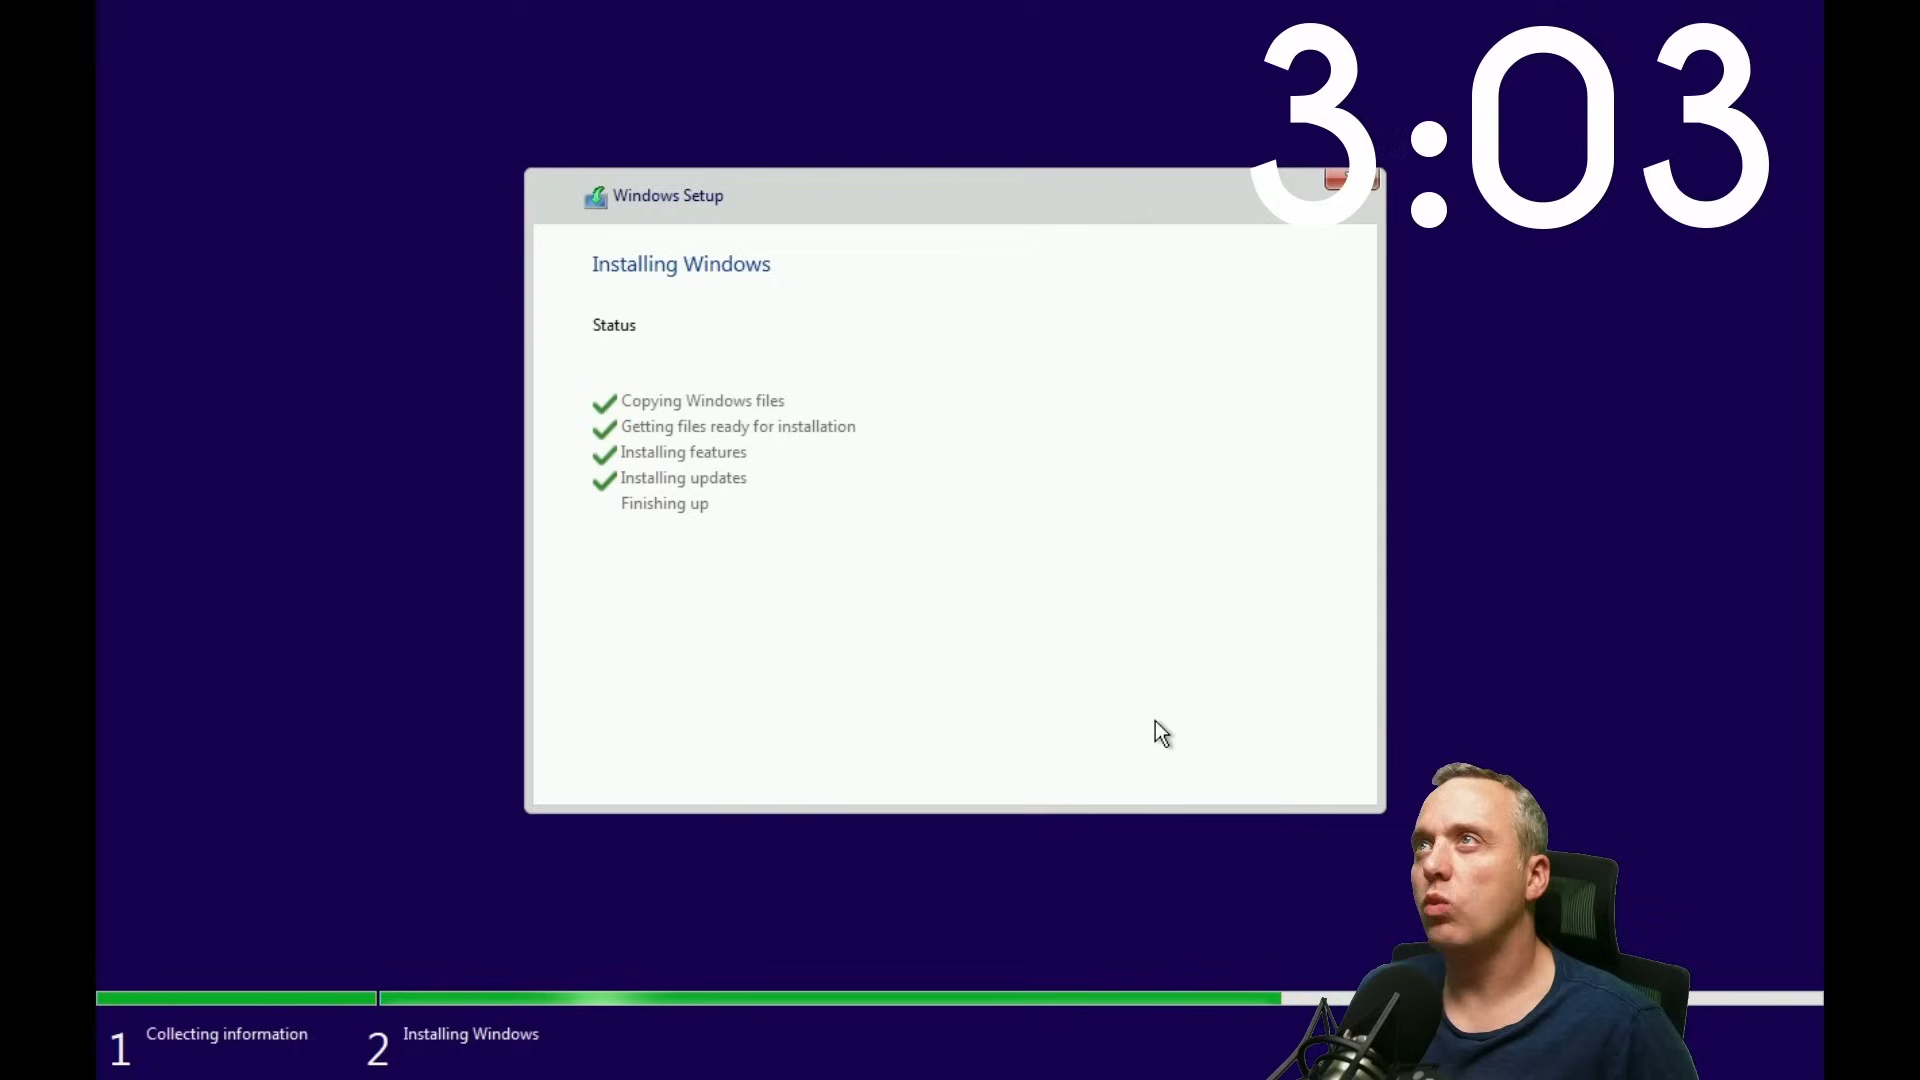 3:03
Windows Setup
Installing Windows
Status
Copying Windows files
Getting files ready for installation
Installing features
Installing updates
Finishing up
1 Collecting information
2 Installing Windows